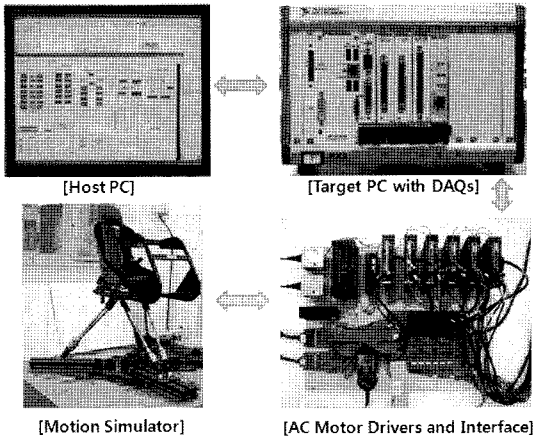 [Host PC]
[Target PC with DAQs]
[Motion Simulator]
[AC Motor Drivers and Interface]